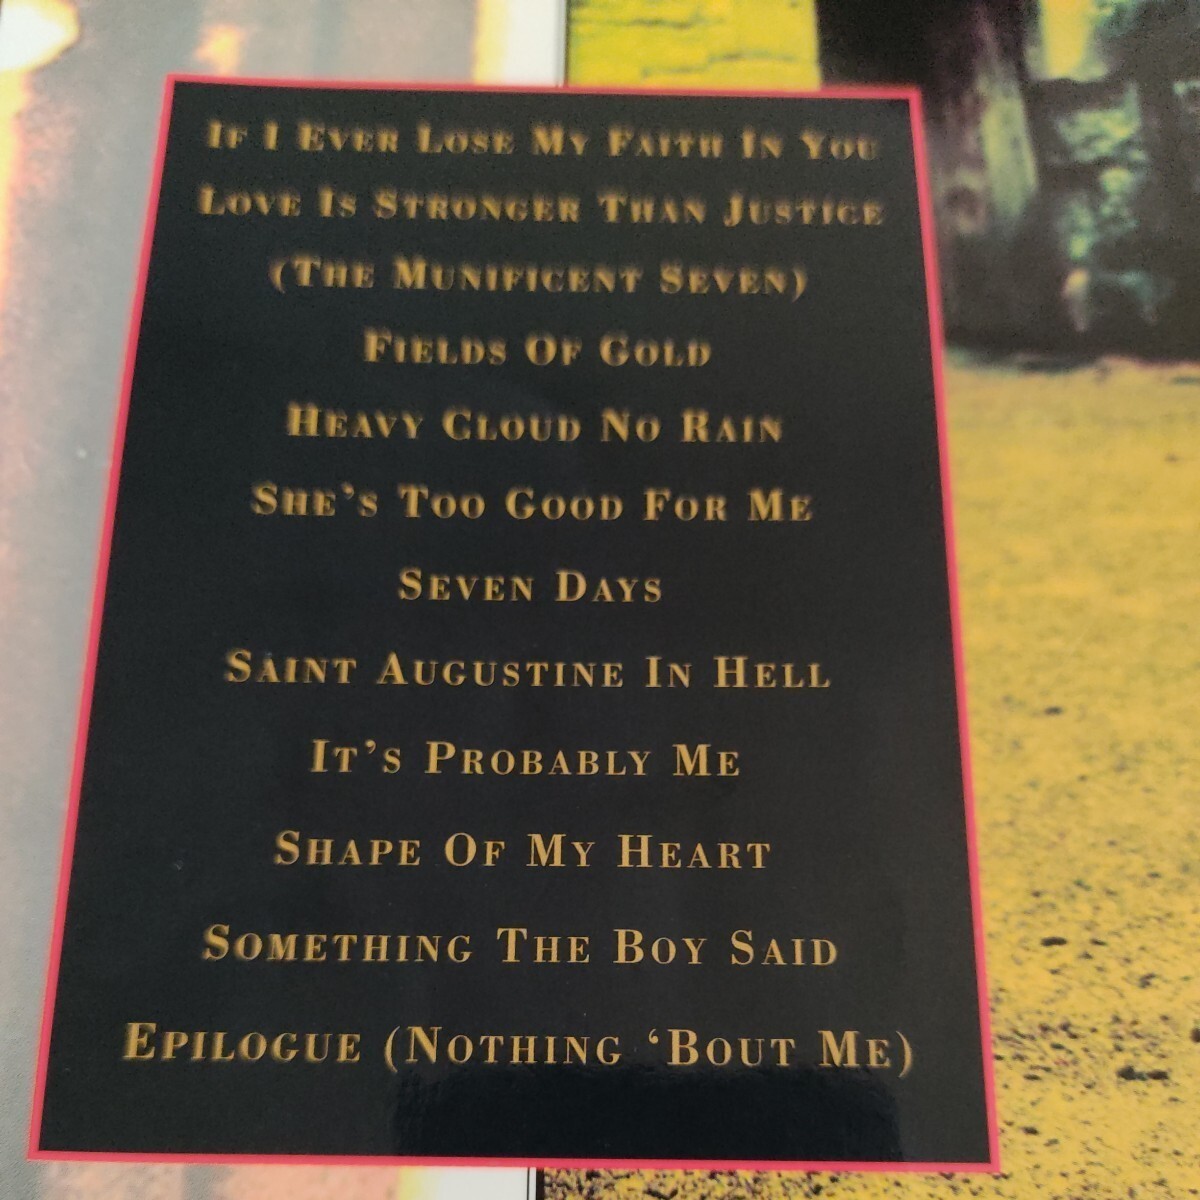 If I Ever Lose My Faith In You
Love Is Stronger Than Justice
(The Munificent Seven)
Fields Of Gold
Heavy Cloud No Rain
She's Too Good For Me
Seven Days
Saint Augustine In Hell
It's Probably Me
Shape Of My Heart
Something The Boy Said
Epilogue (Nothing 'Bout Me)